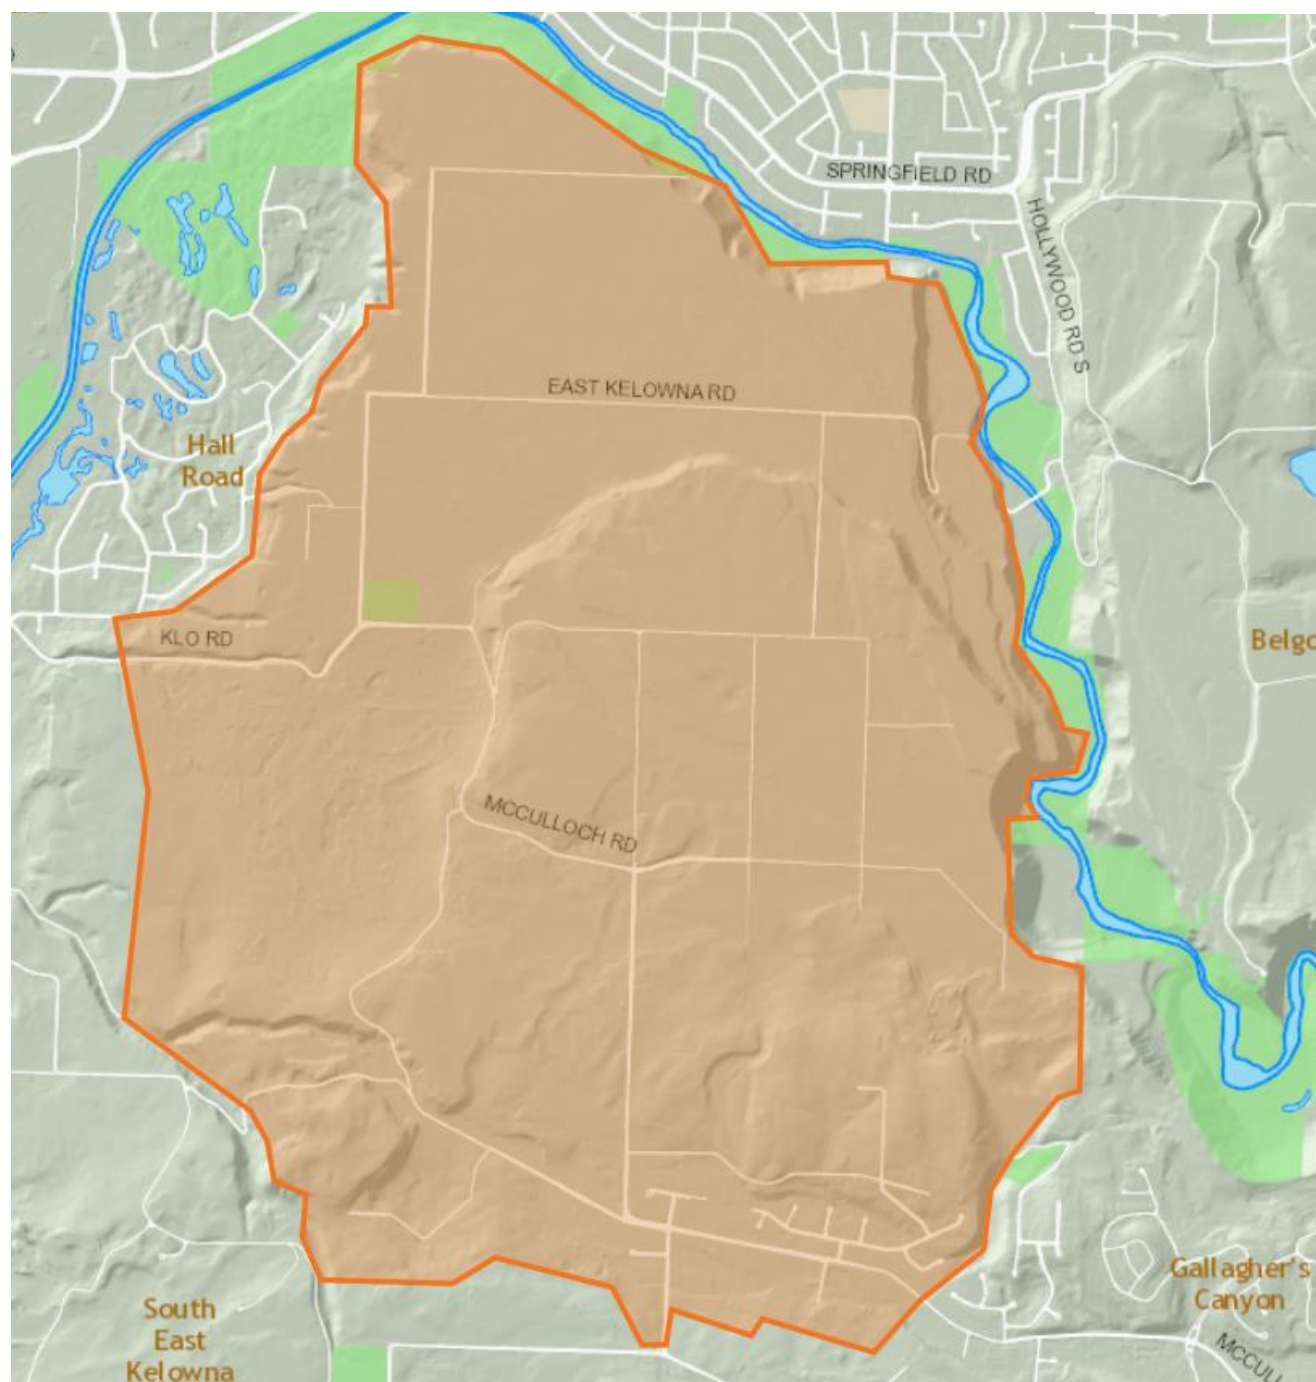 SPRINGFIELD RD
HOLLYWOOD RD S
EAST KELOWNA RD
Hall
Road
KLO RD
Belgo
MCCULLOCH RD
Gallagher's
Canyon
South
East
Kelowna
MCCUL